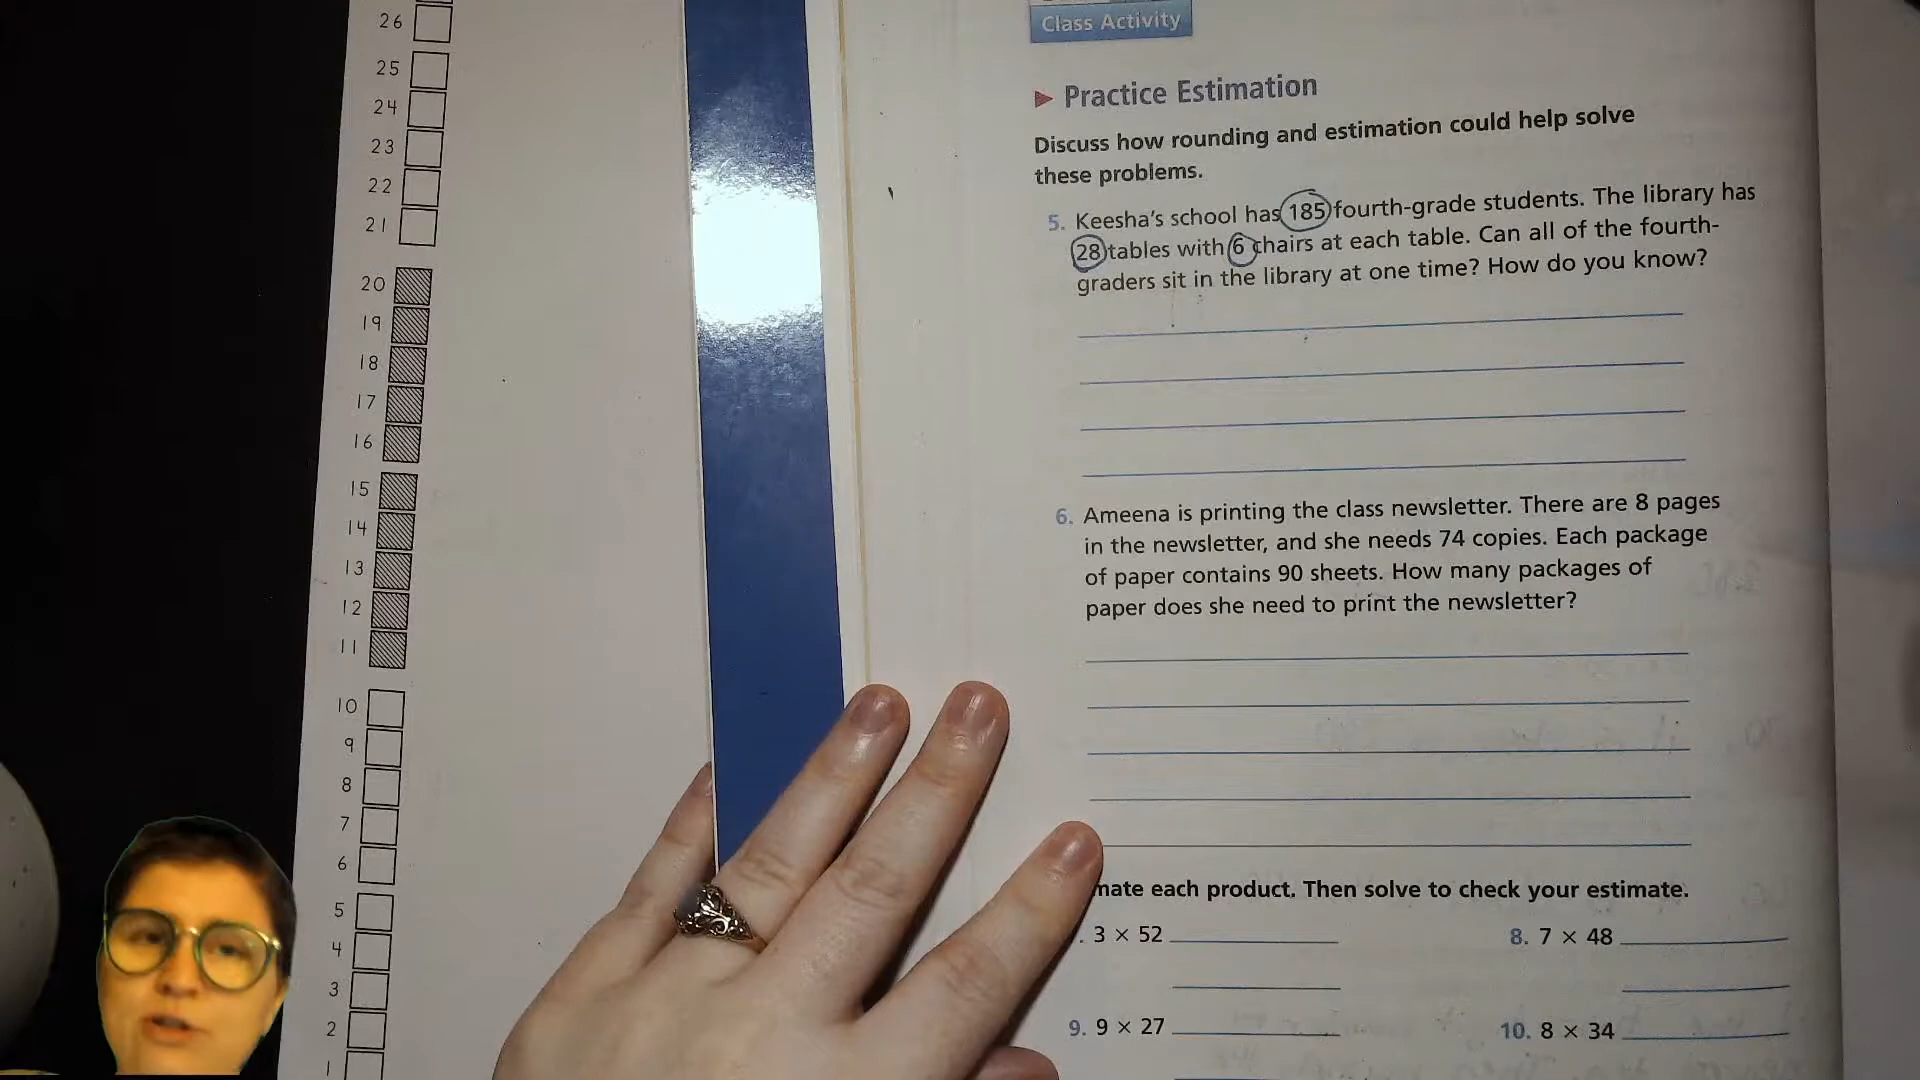 26
25
24
23
22
21
20
19
18
17
16
15
14
13
12
11
10
9
8
7
6
5
4
3
2
1
Class Activity
Practice Estimation
Discuss how rounding and estimation could help solve
these problems.
5. Keesha's school has 185 fourth-grade students. The library has
28 tables with 6 chairs at each table. Can all of the fourth-
graders sit in the library at one time? How do you know?
6. Ameena is printing the class newsletter. There are 8 pages
in the newsletter, and she needs 74 copies. Each package
of paper contains 90 sheets. How many packages of
paper does she need to print the newsletter?
mate each product. Then solve to check your estimate.
. 3 × 52
8. 7 × 48
9. 9 × 27
10. 8 × 34